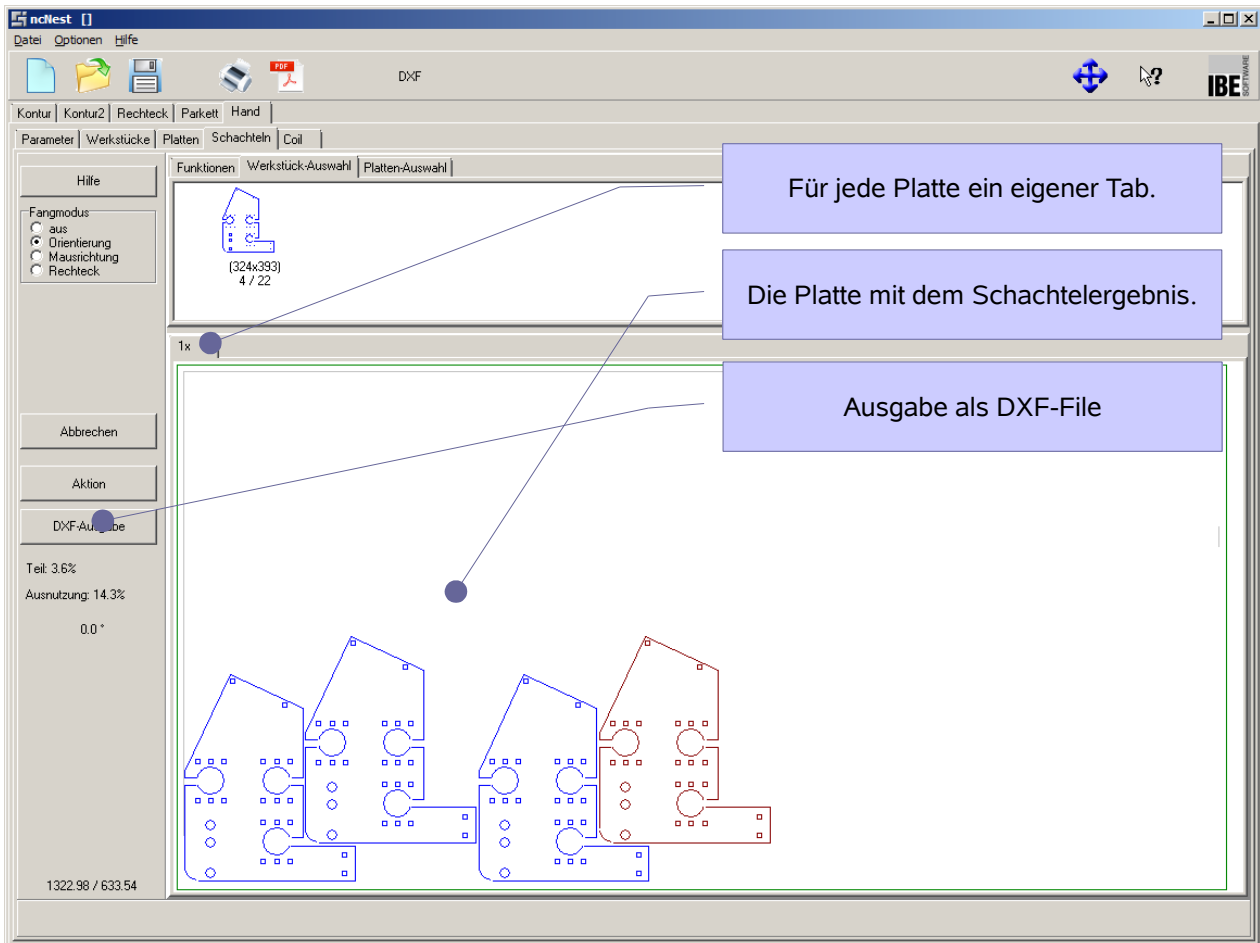 ncNest []
Datei Optionen Hilfe
PDF
DXF
?
IBE SOFTWARE
Kontur Kontur2 Rechteck Parkett Hand
Parameter Werkstücke Platten Schachteln Coil
Hilfe
Fangmodus
aus
Orientierung
Mausrichtung
Rechteck
Funktionen Werkstück-Auswahl Platten-Auswahl
(324x393)
4 / 22
Für jede Platte ein eigener Tab.
Die Platte mit dem Schachtelergebnis.
Ausgabe als DXF-File
1x
Abbrechen
Aktion
DXF-Ausgabe
Teil: 3.6%
Ausnutzung: 14.3%
0.0 °
1322.98 / 633.54